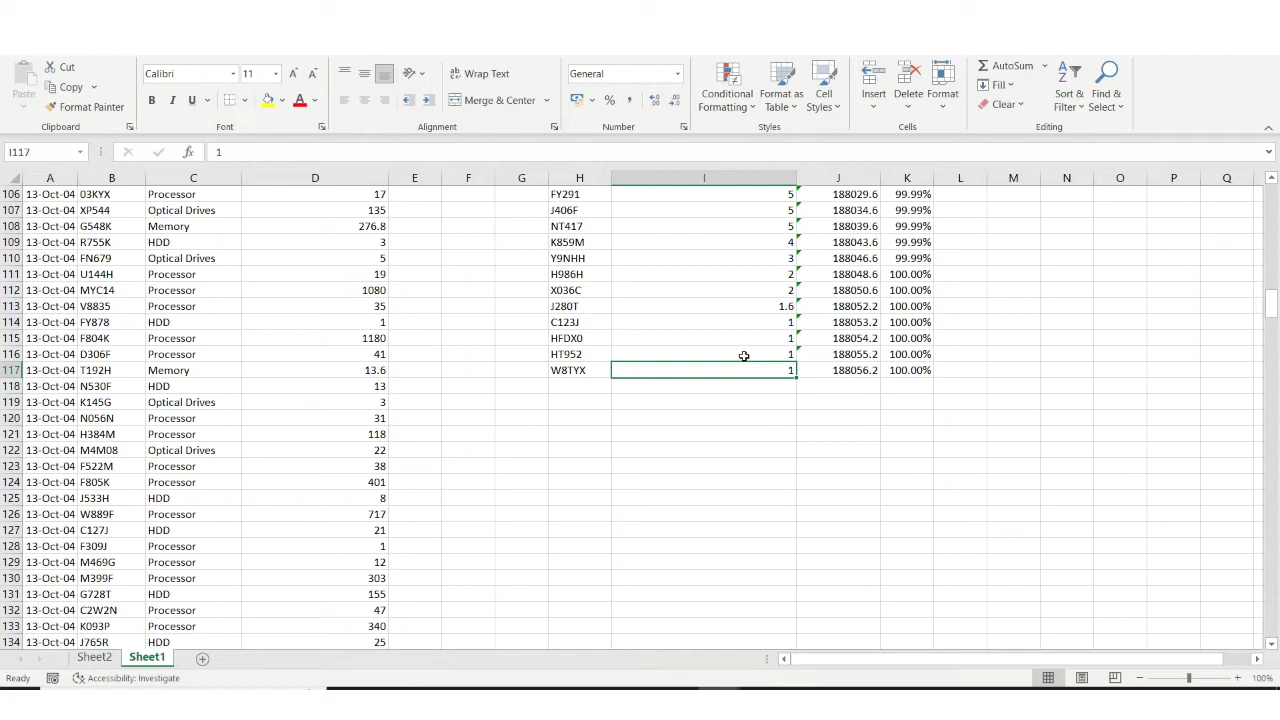 Cut
Copy
Format Painter
Paste
Clipboard
Calibri 11 A A
B I U A
Font
Wrap Text
Merge & Center
Alignment
General
% ,
Number
Conditional Formatting
Format as Table
Cell Styles
Styles
Insert Delete Format
Cells
AutoSum
Fill
Clear
Sort & Filter
Find & Select
Editing
I117 fx 1
A B C D E F G H I J K L M N O P Q
106 13-Oct-04 03KYX Processor 17 FY291 5 188029.6 99.99%
107 13-Oct-04 XP544 Optical Drives 135 J406F 5 188034.6 99.99%
108 13-Oct-04 G548K Memory 276.8 NT417 5 188039.6 99.99%
109 13-Oct-04 R755K HDD 3 K859M 4 188043.6 99.99%
110 13-Oct-04 FN679 Optical Drives 5 Y9NHH 3 188046.6 99.99%
111 13-Oct-04 U144H Processor 19 H986H 2 188048.6 100.00%
112 13-Oct-04 MYC14 Processor 1080 X036C 2 188050.6 100.00%
113 13-Oct-04 V8835 Processor 35 J280T 1.6 188052.2 100.00%
114 13-Oct-04 FY878 HDD 1 C123J 1 188053.2 100.00%
115 13-Oct-04 F804K Processor 1180 HFDX0 1 188054.2 100.00%
116 13-Oct-04 D306F Processor 41 HT952 1 188055.2 100.00%
117 13-Oct-04 T192H Memory 13.6 W8TYX 1 188056.2 100.00%
118 13-Oct-04 N530F HDD 13
119 13-Oct-04 K145G Optical Drives 3
120 13-Oct-04 N056N Processor 31
121 13-Oct-04 H384M Processor 118
122 13-Oct-04 M4M08 Optical Drives 22
123 13-Oct-04 F522M Processor 38
124 13-Oct-04 F805K Processor 401
125 13-Oct-04 J533H HDD 8
126 13-Oct-04 W889F Processor 717
127 13-Oct-04 C127J HDD 21
128 13-Oct-04 F309J Processor 1
129 13-Oct-04 M469G Processor 12
130 13-Oct-04 M399F Processor 303
131 13-Oct-04 G728T HDD 155
132 13-Oct-04 C2W2N Processor 47
133 13-Oct-04 K093P Processor 340
134 13-Oct-04 J765R HDD 25
Sheet2 Sheet1
Ready Accessibility: Investigate 100%